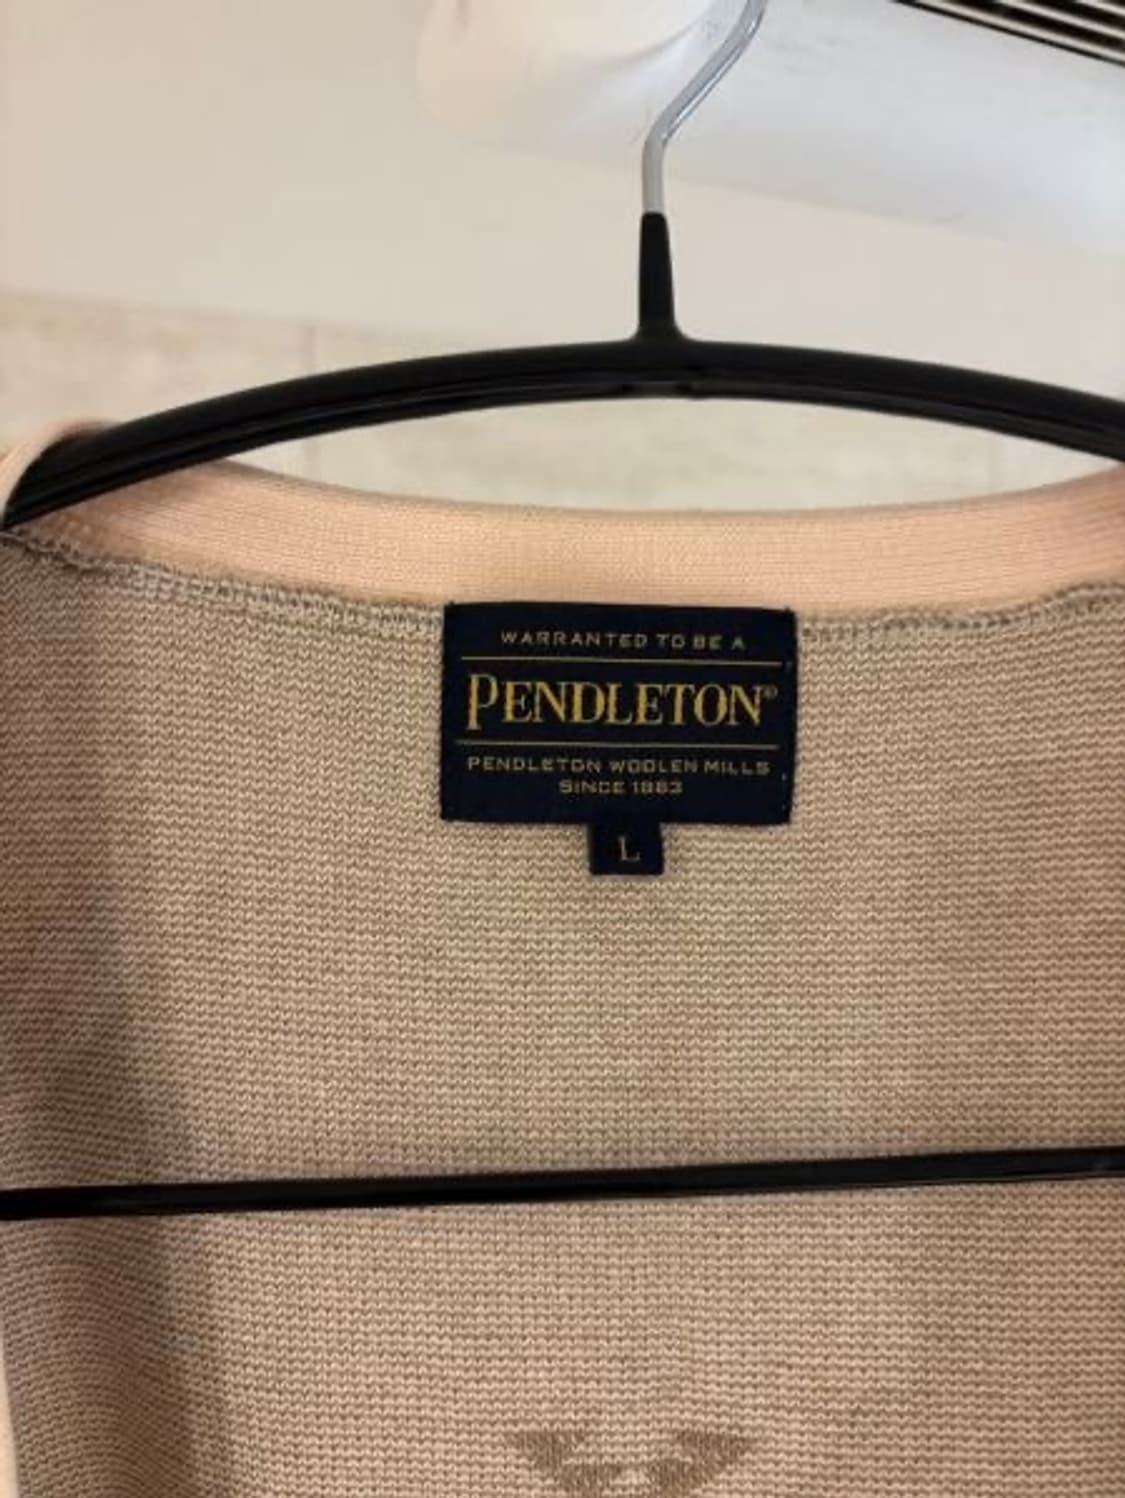 WARRANTED TO BE A
PENDLETON®
PENDLETON WOOLEN MILLS
SINCE 1863
L